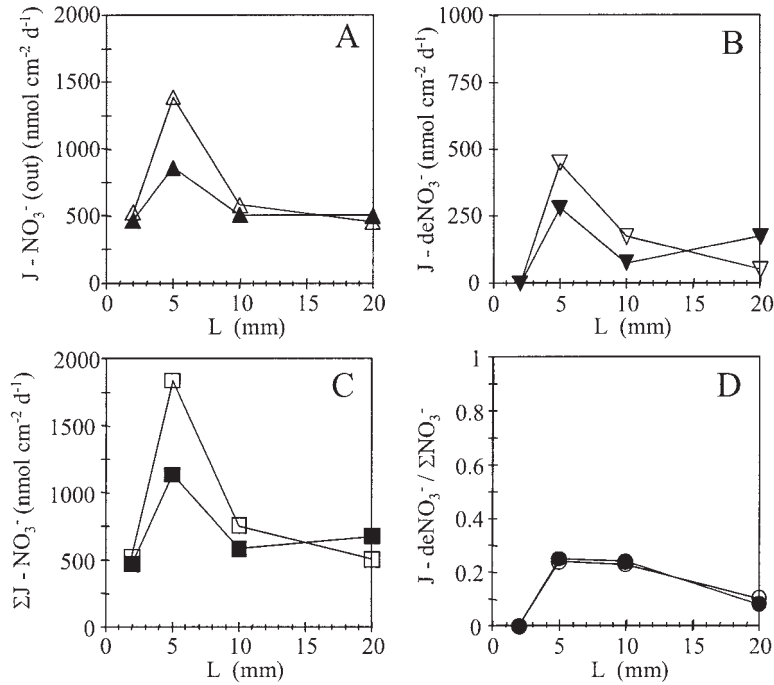 A
J - NO₃⁻ (out) (nmol cm⁻² d⁻¹)
2000
1500
1000
500
0
0 5 10 15 20
L (mm)
B
J - deNO₃⁻ (nmol cm⁻² d⁻¹)
1000
750
500
250
0
0 5 10 15 20
L (mm)
C
ΣJ - NO₃⁻ (nmol cm⁻² d⁻¹)
2000
1500
1000
500
0
0 5 10 15 20
L (mm)
D
J - deNO₃⁻ / ΣNO₃⁻
1
0.8
0.6
0.4
0.2
0
0 5 10 15 20
L (mm)